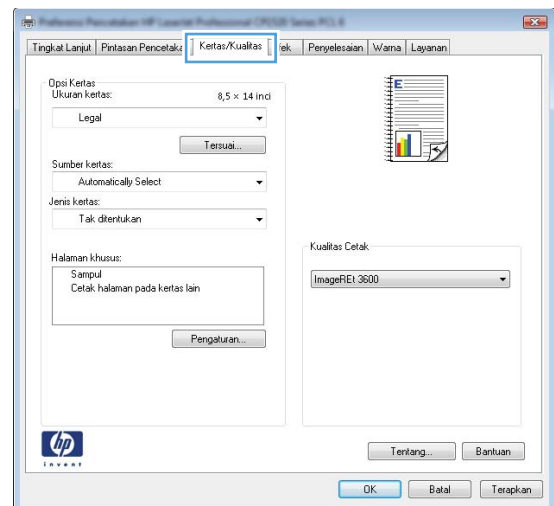 Tingkat Lanjut Pintasan Pencetaka Kertas/Kualitas ek Penyelesaian Warna Layanan
Opsi Kertas
Ukuran kertas: 8,5 × 14 inci
Legal
Tersuai...
Sumber kertas:
Automatically Select
Jenis kertas:
Tak ditentukan
Halaman khusus:
Sampul
Cetak halaman pada kertas lain
Pengaturan...
E
Kualitas Cetak
ImageREt 3600
hp
invent
Tentang... Bantuan
OK Batal Terapkan